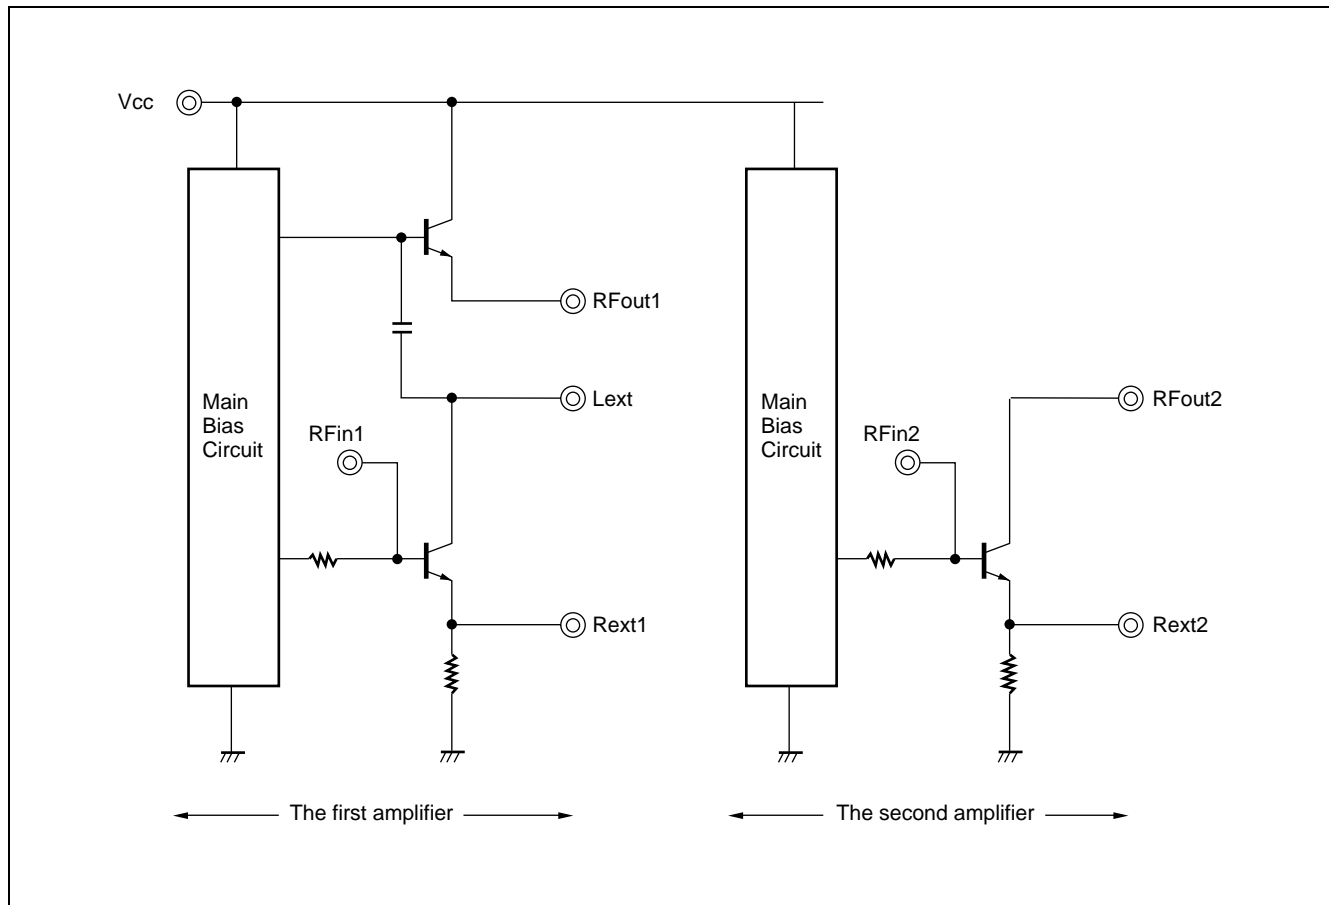 Vcc
RFout1
Main
Bias
Circuit
Lext
RFin1
Rext1
Main
Bias
Circuit
RFout2
RFin2
Rext2
The first amplifier
The second amplifier